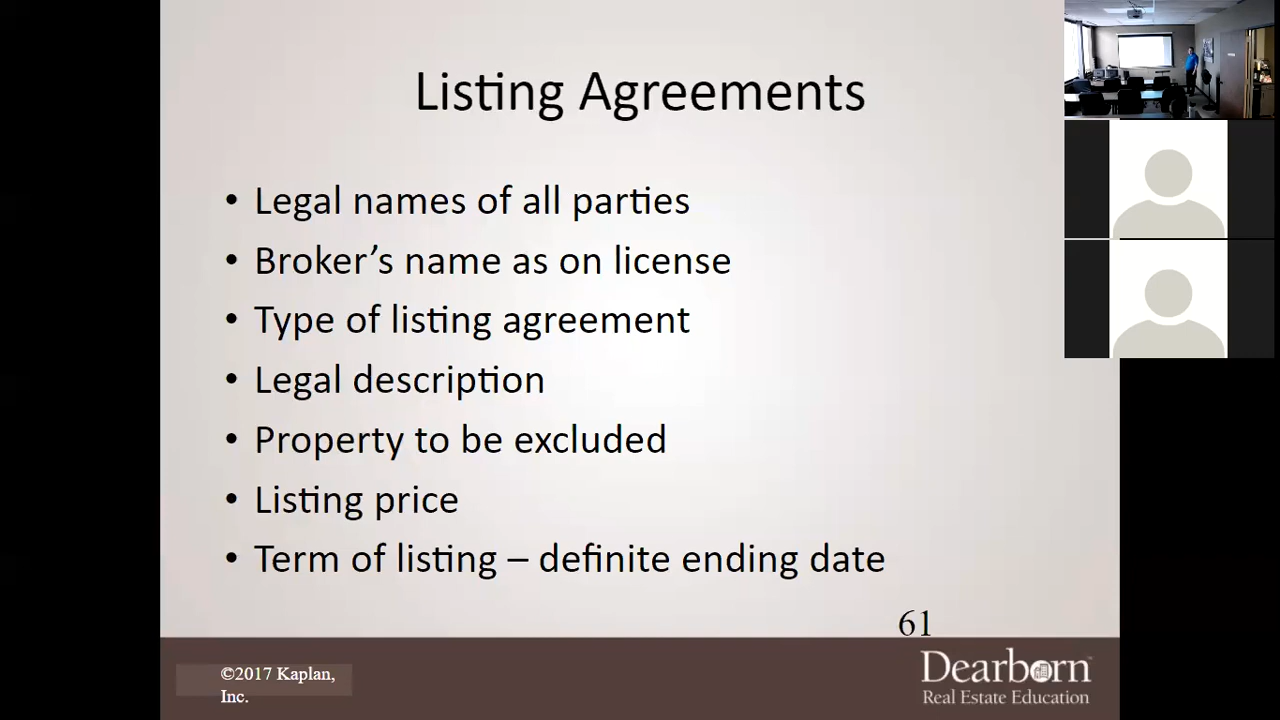 Listing Agreements
• Legal names of all parties
• Broker’s name as on license
• Type of listing agreement
• Legal description
• Property to be excluded
• Listing price
• Term of listing – definite ending date
61
©2017 Kaplan,
Inc.
Dearborn
Real Estate Education